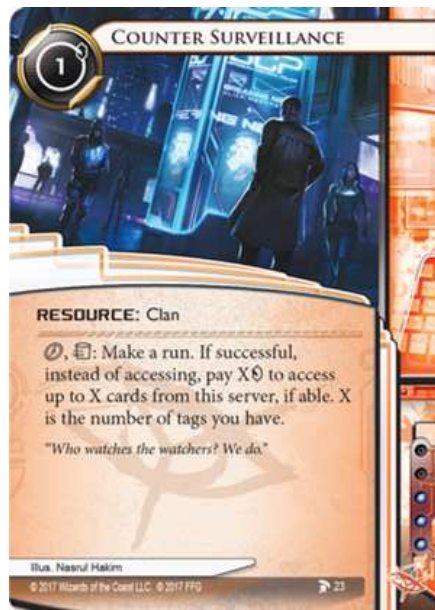 COUNTER SURVEILLANCE
1
BREAKING NE
RESOURCE: Clan
, : Make a run. If successful,
instead of accessing, pay X to access
up to X cards from this server, if able. X
is the number of tags you have.
"Who watches the watchers? We do."
Illus. Nasrul Hakim
© 2017 Wizards of the Coast LLC. © 2017 FFG
23